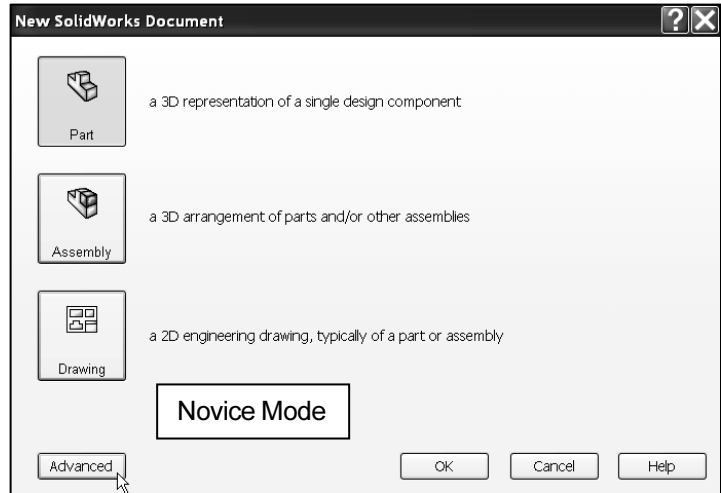 New SolidWorks Document
Part
a 3D representation of a single design component
Assembly
a 3D arrangement of parts and/or other assemblies
Drawing
a 2D engineering drawing, typically of a part or assembly
Novice Mode
Advanced
OK
Cancel
Help